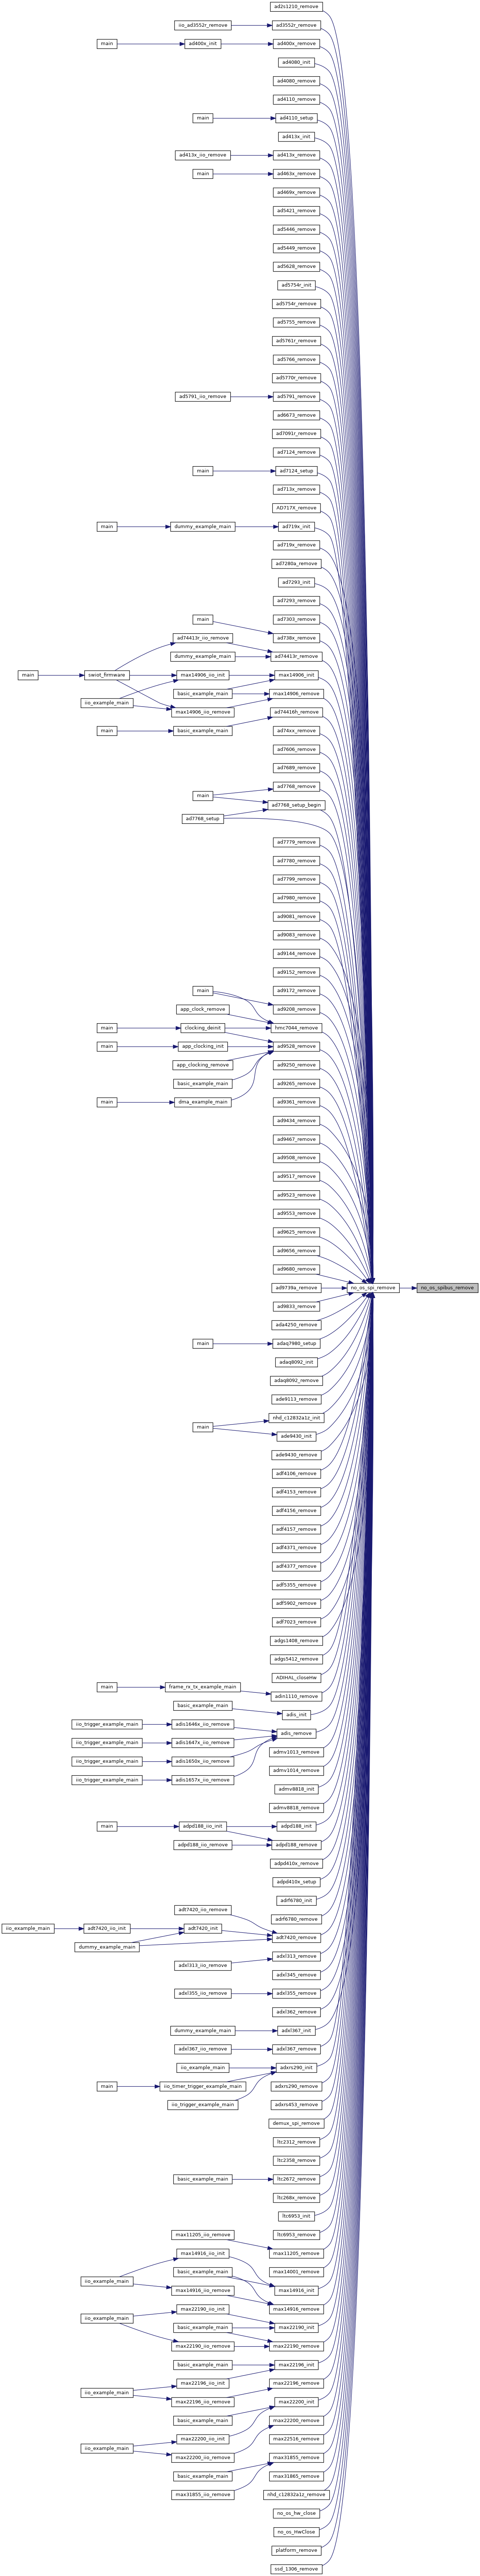 ad2s1210_remove
iio_ad3552r_remove
ad3552r_remove
main
ad400x_init
ad400x_remove
ad4080_init
ad4080_remove
ad4110_remove
main
ad4110_setup
ad413x_init
ad413x_iio_remove
ad413x_remove
main
ad463x_remove
ad469x_remove
ad5421_remove
ad5446_remove
ad5449_remove
ad5628_remove
ad5754r_init
ad5754r_remove
ad5755_remove
ad5761r_remove
ad5766_remove
ad5770r_remove
ad5791_iio_remove
ad5791_remove
ad6673_remove
ad7091r_remove
ad7124_remove
main
ad7124_setup
ad713x_remove
AD717X_remove
main
dummy_example_main
ad719x_init
ad719x_remove
ad7280a_remove
ad7293_init
ad7293_remove
main
ad7303_remove
ad74413r_iio_remove
ad738x_remove
dummy_example_main
ad74413r_remove
main
swiot_firmware
max14906_iio_init
max14906_init
basic_example_main
max14906_remove
iio_example_main
max14906_iio_remove
ad74416h_remove
main
basic_example_main
ad74xx_remove
ad7606_remove
ad7689_remove
ad7768_remove
main
ad7768_setup_begin
ad7768_setup
ad7779_remove
ad7780_remove
ad7799_remove
ad7980_remove
ad9081_remove
ad9083_remove
ad9144_remove
ad9152_remove
main
ad9172_remove
app_clock_remove
ad9208_remove
main
clocking_deinit
hmc7044_remove
main
app_clocking_init
ad9528_remove
app_clocking_remove
ad9250_remove
basic_example_main
ad9265_remove
main
dma_example_main
ad9361_remove
ad9434_remove
ad9467_remove
ad9508_remove
ad9517_remove
ad9523_remove
ad9553_remove
ad9625_remove
ad9656_remove
ad9680_remove
ad9739a_remove
no_os_spi_remove
no_os_spibus_remove
ad9833_remove
ada4250_remove
main
adaq7980_setup
adaq8092_init
adaq8092_remove
ade9113_remove
nhd_c12832a1z_init
main
ade9430_init
ade9430_remove
adf4106_remove
adf4153_remove
adf4156_remove
adf4157_remove
adf4371_remove
adf4377_remove
adf5355_remove
adf5902_remove
adf7023_remove
adgs1408_remove
adgs5412_remove
ADIHAL_closeHw
main
frame_rx_tx_example_main
adin1110_remove
basic_example_main
adis_init
iio_trigger_example_main
adis1646x_iio_remove
adis_remove
iio_trigger_example_main
adis1647x_iio_remove
admv1013_remove
iio_trigger_example_main
adis1650x_iio_remove
admv1014_remove
iio_trigger_example_main
adis1657x_iio_remove
admv8818_init
admv8818_remove
main
adpd188_iio_init
adpd188_init
adpd188_iio_remove
adpd188_remove
adpd410x_remove
adpd410x_setup
adrf6780_init
adt7420_iio_remove
adrf6780_remove
iio_example_main
adt7420_iio_init
adt7420_init
adt7420_remove
dummy_example_main
adxl313_iio_remove
adxl313_remove
adxl345_remove
adxl355_iio_remove
adxl355_remove
adxl362_remove
dummy_example_main
adxl367_init
adxl367_iio_remove
adxl367_remove
iio_example_main
adxrs290_init
main
iio_timer_trigger_example_main
adxrs290_remove
iio_trigger_example_main
adxrs453_remove
demux_spi_remove
ltc2312_remove
ltc2358_remove
basic_example_main
ltc2672_remove
ltc268x_remove
ltc6953_init
max11205_iio_remove
ltc6953_remove
max14916_iio_init
max11205_remove
basic_example_main
max14001_remove
iio_example_main
max14916_iio_remove
max14916_init
max22190_iio_init
max14916_remove
iio_example_main
basic_example_main
max22190_init
max22190_iio_remove
max22190_remove
basic_example_main
max22196_init
iio_example_main
max22196_iio_init
max22196_remove
max22196_iio_remove
max22200_init
basic_example_main
max22200_remove
max22200_iio_init
max22516_remove
iio_example_main
max22200_iio_remove
max31855_remove
basic_example_main
max31865_remove
max31855_iio_remove
nhd_c12832a1z_remove
no_os_hw_close
no_os_HwClose
platform_remove
ssd_1306_remove